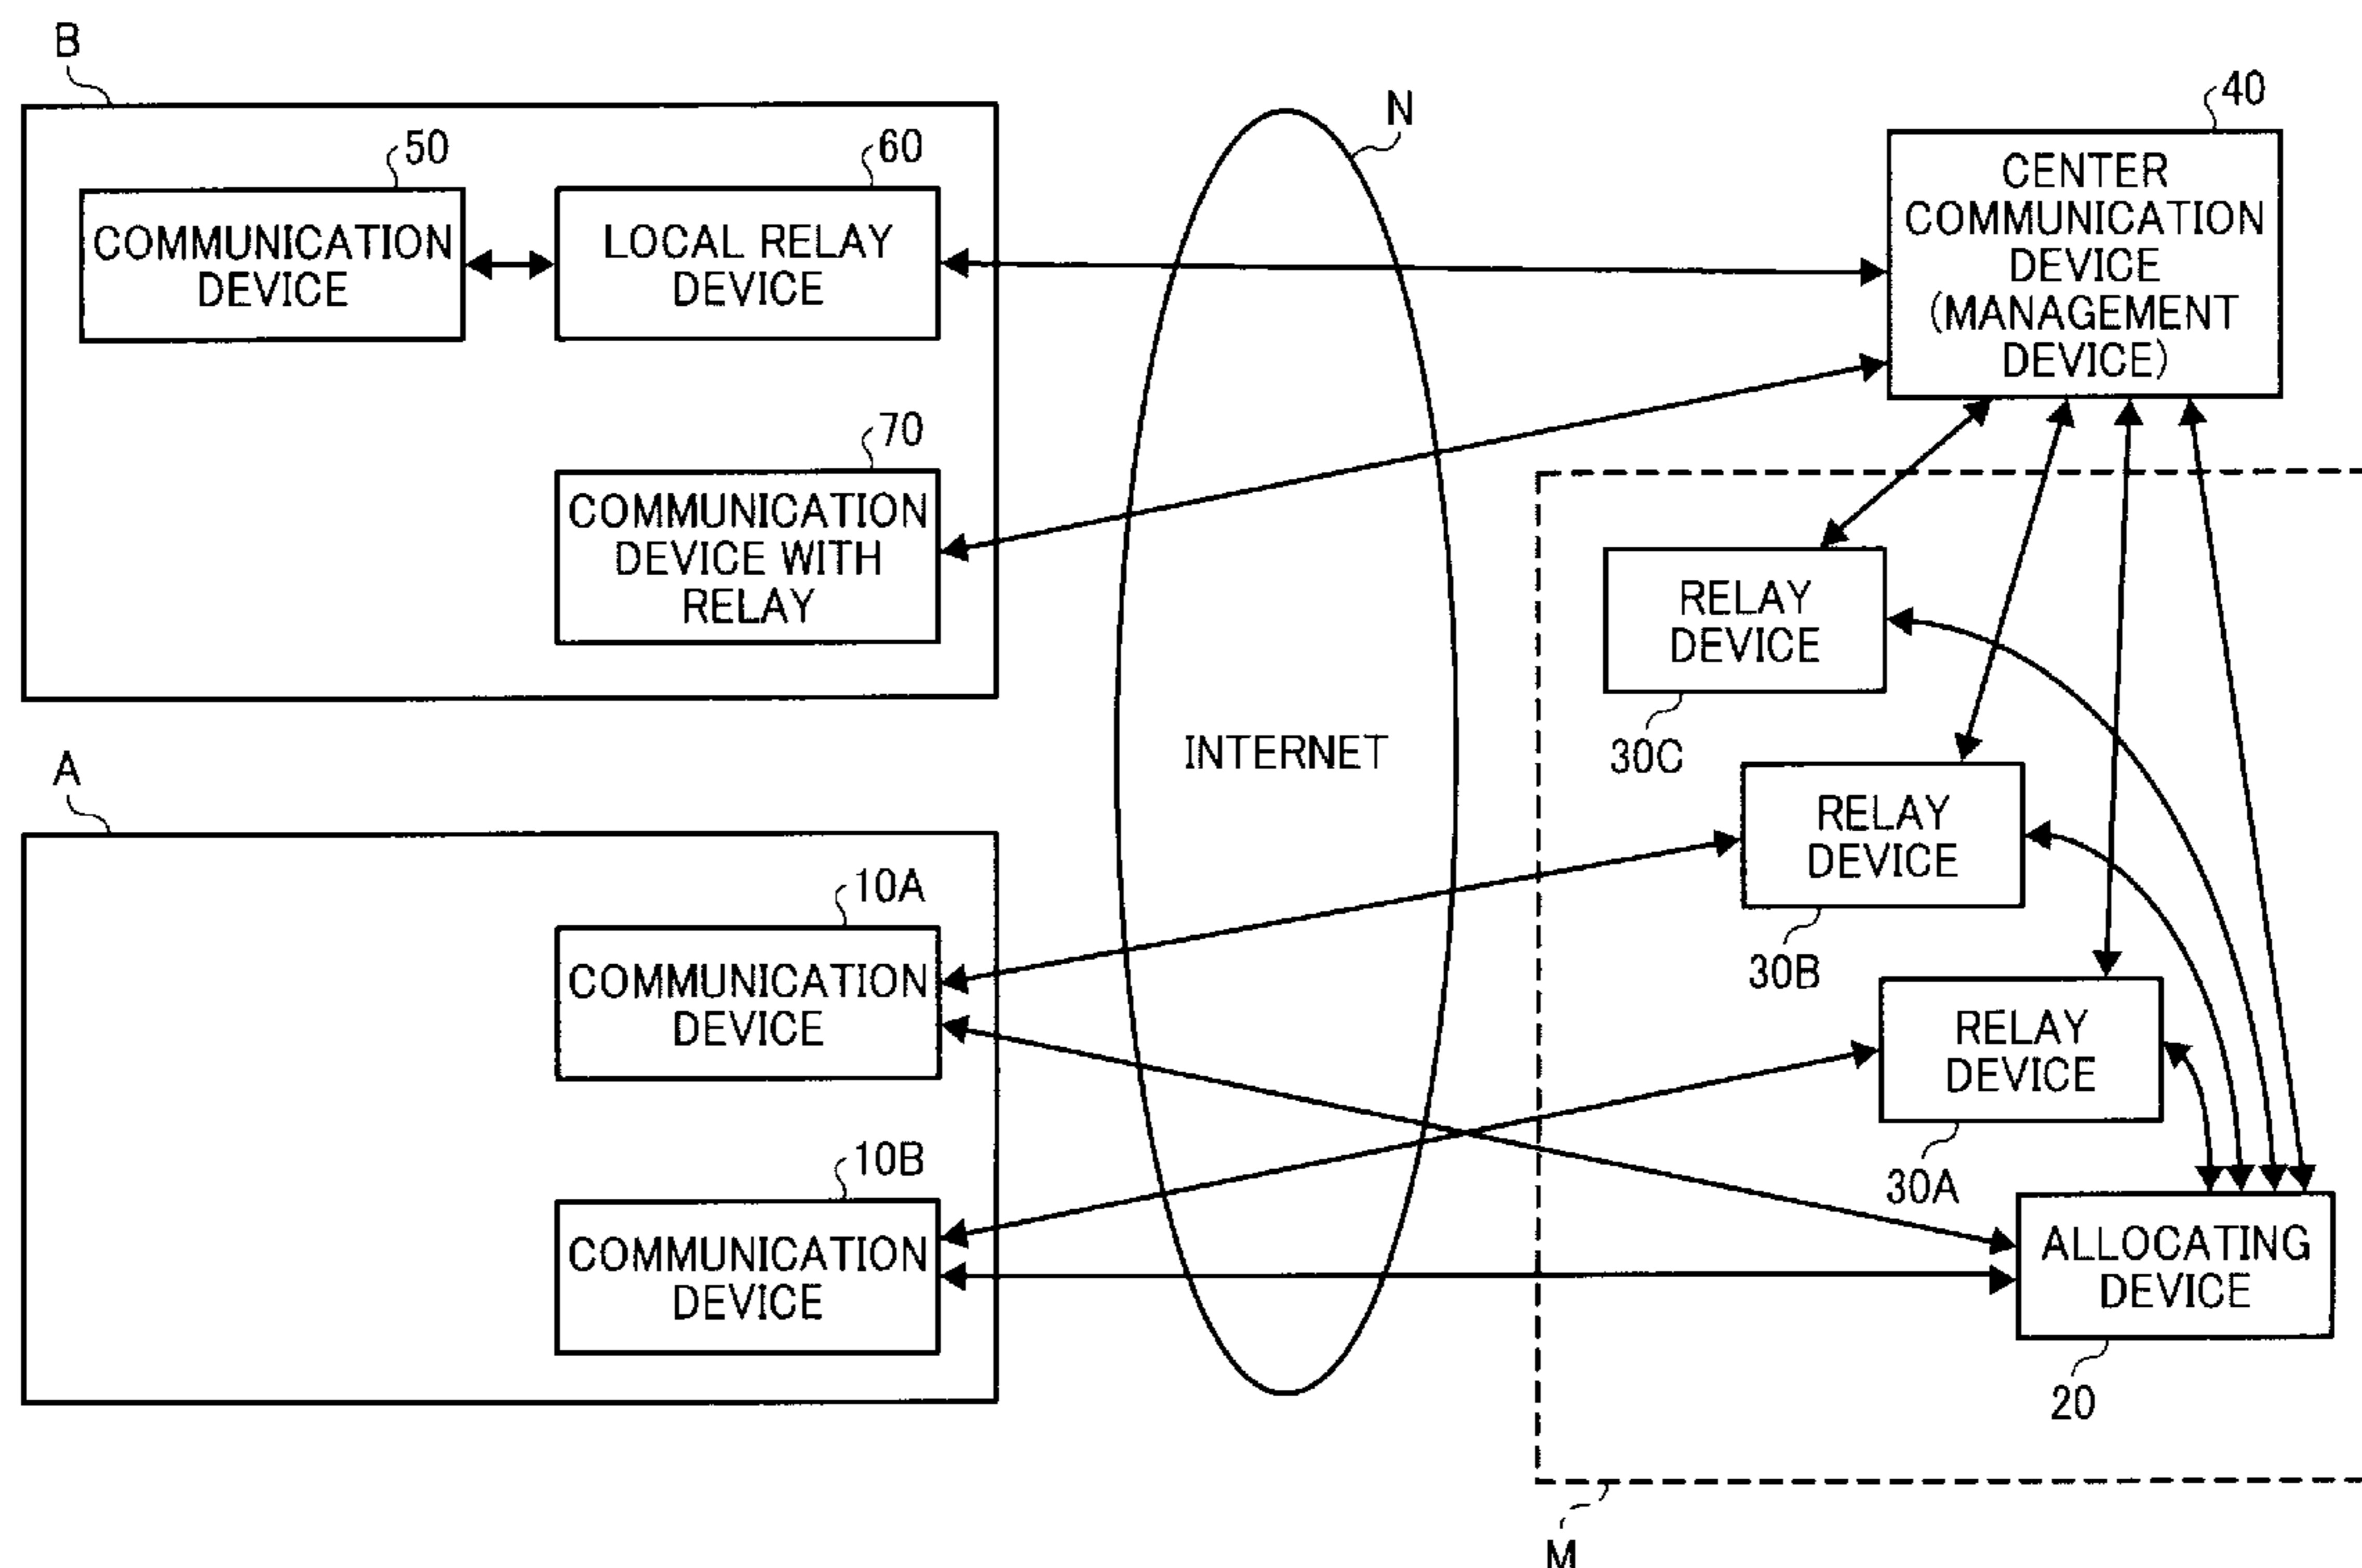 B
50
COMMUNICATION
DEVICE
60
LOCAL RELAY
DEVICE
70
COMMUNICATION
DEVICE WITH
RELAY
N
INTERNET
40
CENTER
COMMUNICATION
DEVICE
(MANAGEMENT
DEVICE)
RELAY
DEVICE
30C
RELAY
DEVICE
30B
RELAY
DEVICE
30A
ALLOCATING
DEVICE
20
M
A
10A
COMMUNICATION
DEVICE
10B
COMMUNICATION
DEVICE